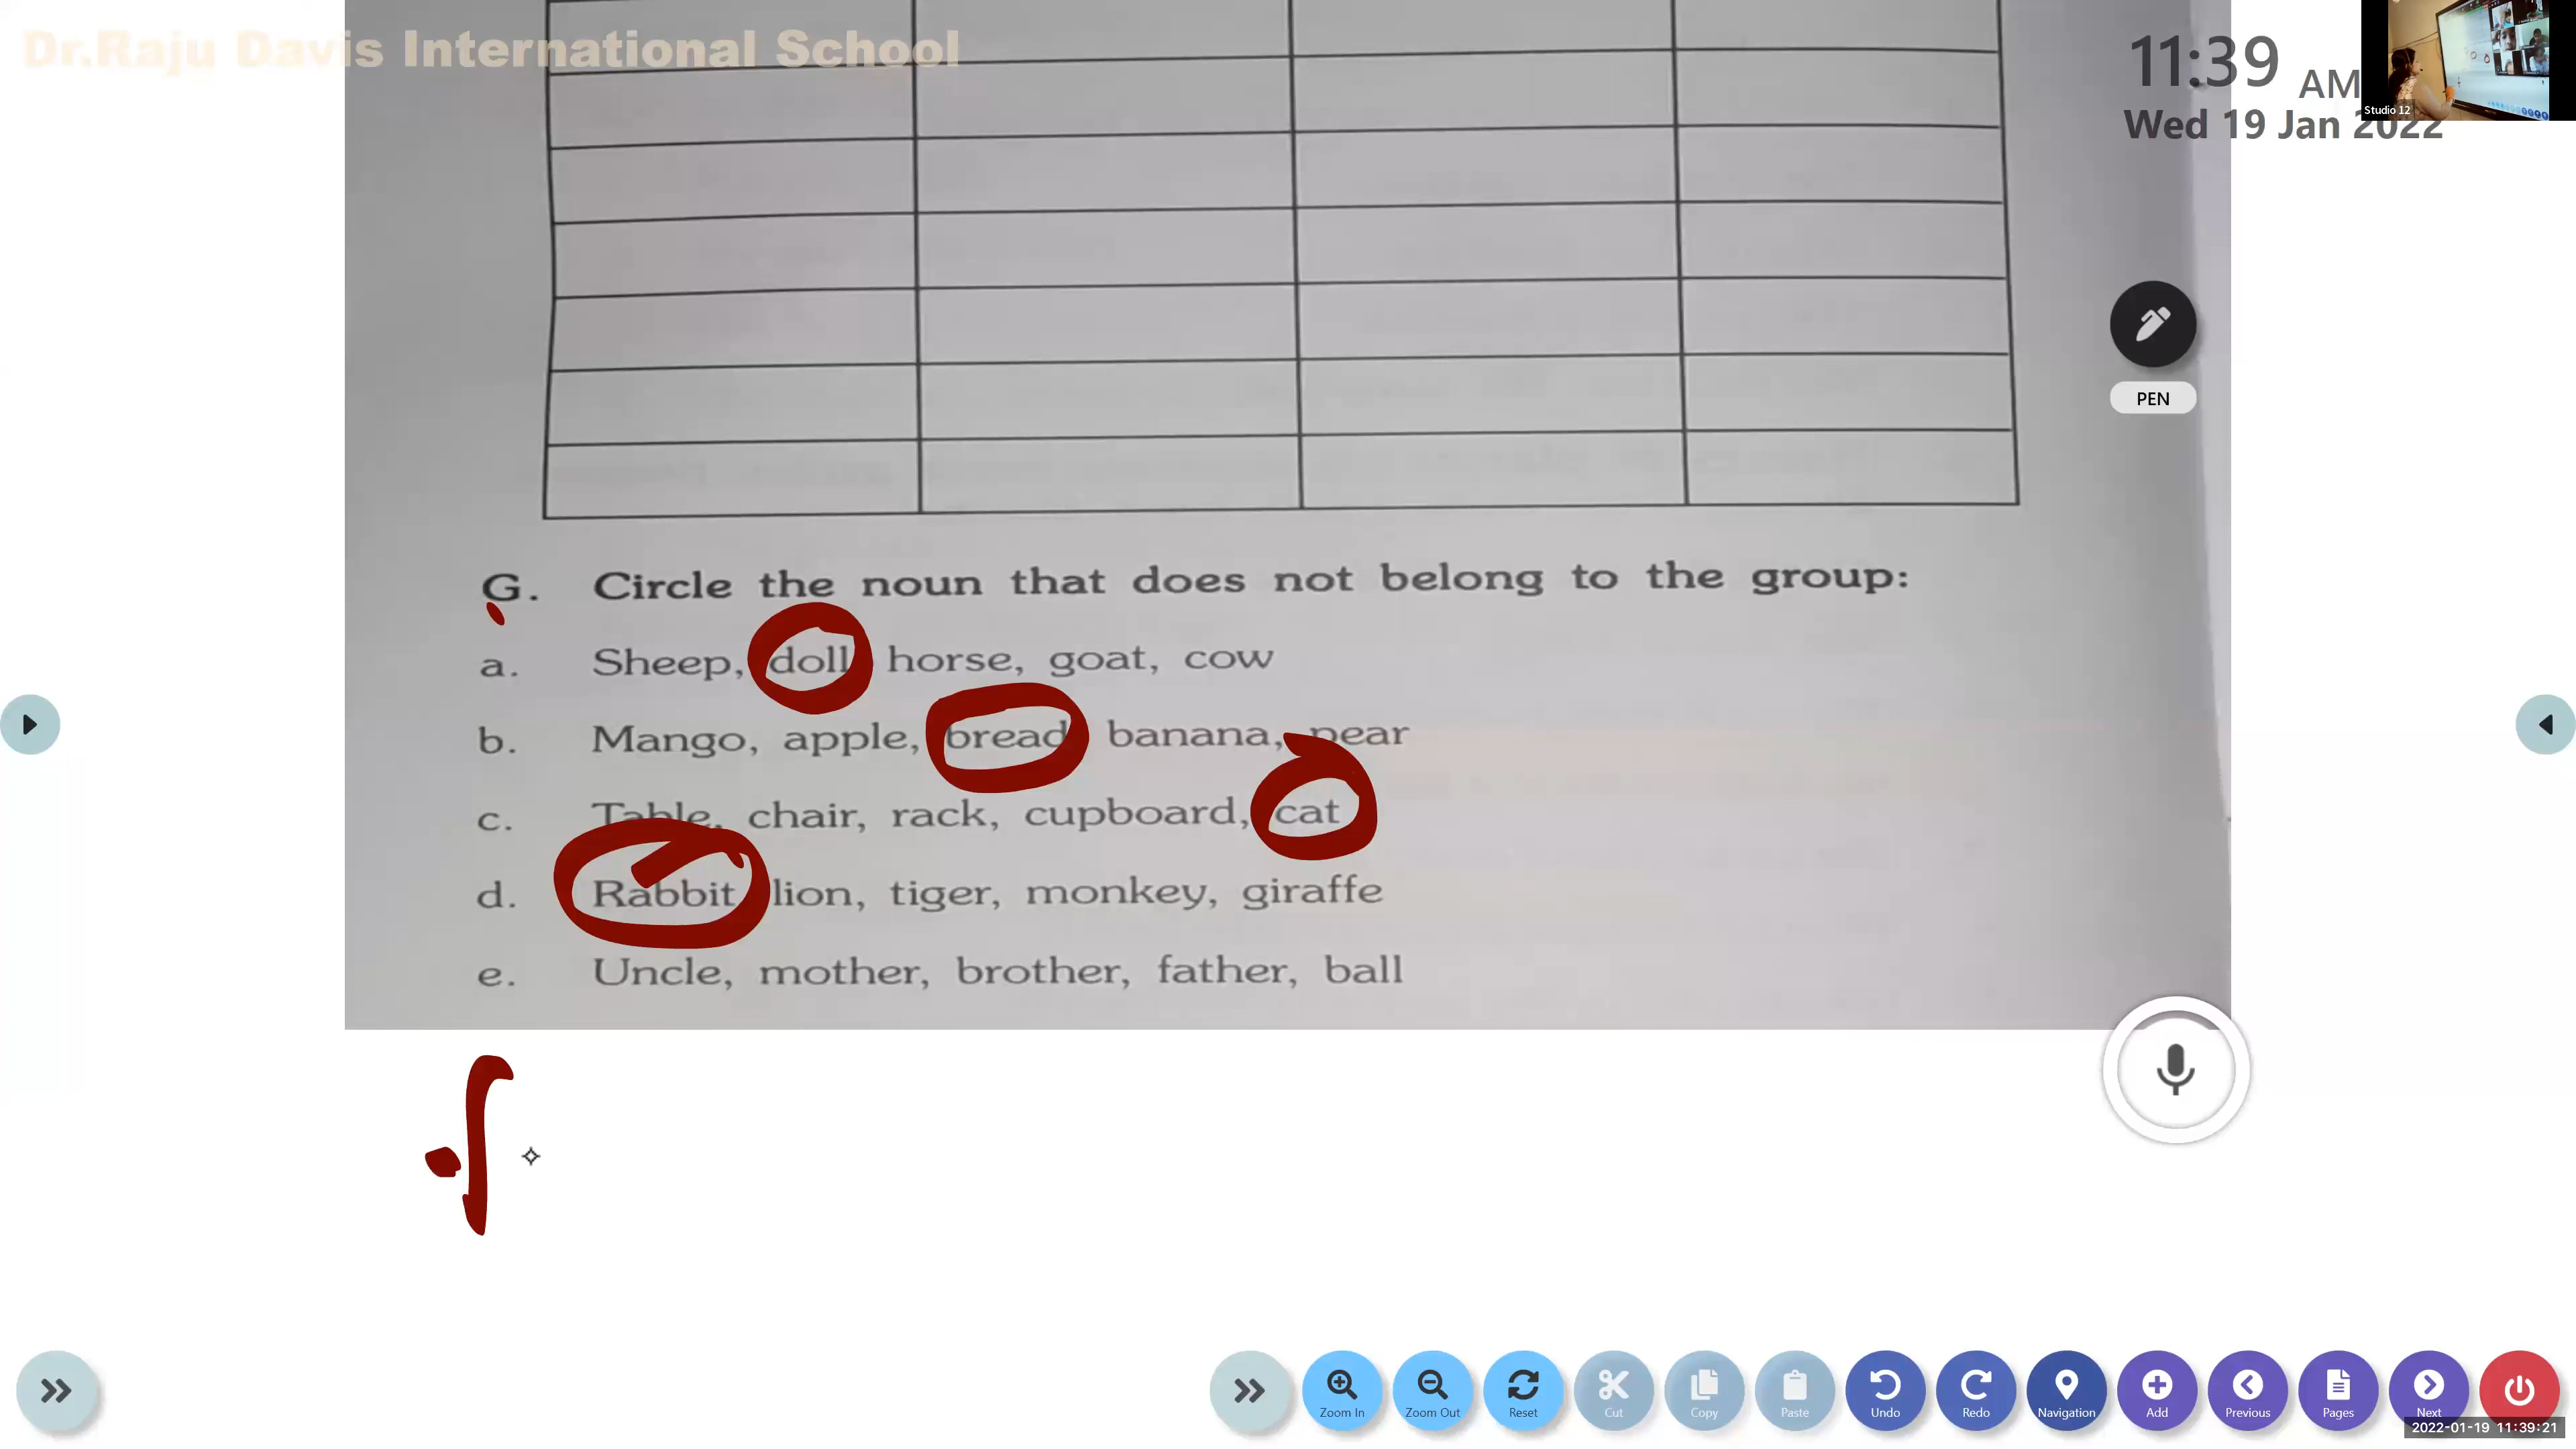 Dr.Raju Davis International School
11:39 AM
Wed 19 Jan 2022
Studio 12
PEN
G. Circle the noun that does not belong to the group:
a. Sheep, doll, horse, goat, cow
b. Mango, apple, bread, banana, pear
c. Table, chair, rack, cupboard, cat
d. Rabbit, lion, tiger, monkey, giraffe
e. Uncle, mother, brother, father, ball
Zoom In Zoom Out Reset Cut Copy Paste Undo Redo Navigation Add Previous Pages Next
2022-01-19 11:39:21